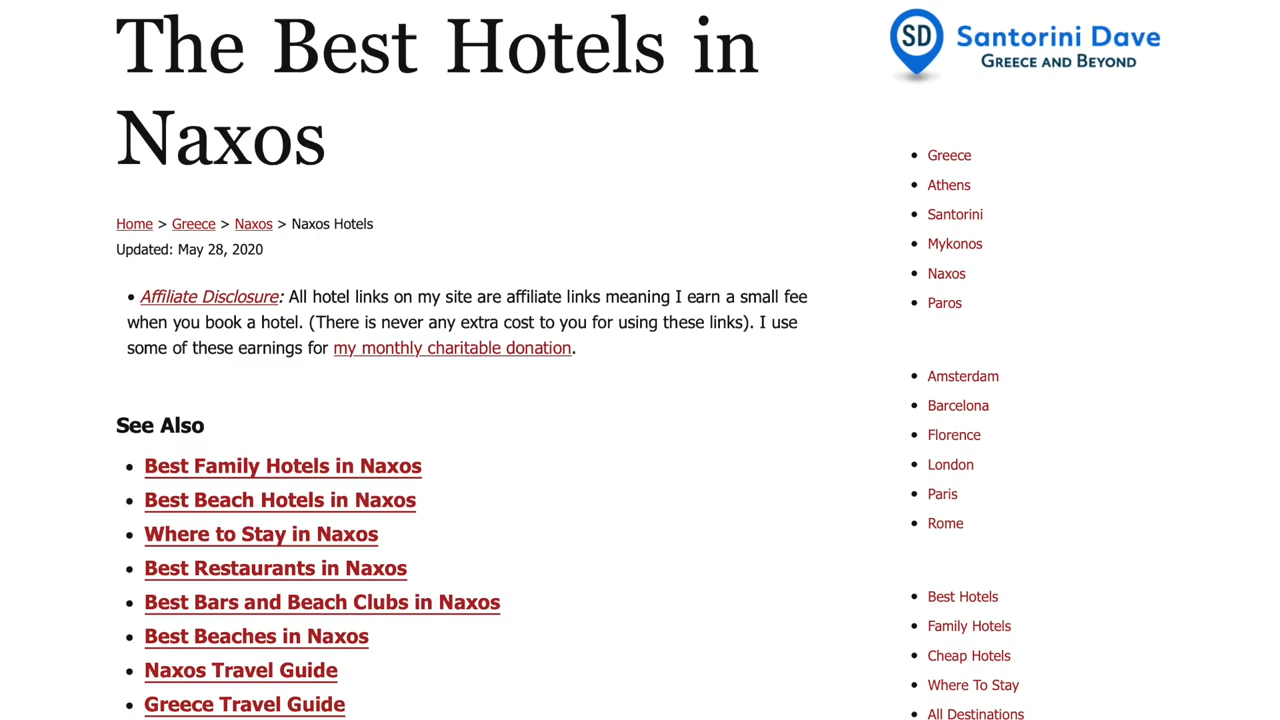 The Best Hotels in
Naxos
Home > Greece > Naxos > Naxos Hotels
Updated: May 28, 2020
• Affiliate Disclosure: All hotel links on my site are affiliate links meaning I earn a small fee
when you book a hotel. (There is never any extra cost to you for using these links). I use
some of these earnings for my monthly charitable donation.
See Also
• Best Family Hotels in Naxos
• Best Beach Hotels in Naxos
• Where to Stay in Naxos
• Best Restaurants in Naxos
• Best Bars and Beach Clubs in Naxos
• Best Beaches in Naxos
• Naxos Travel Guide
• Greece Travel Guide
SD
Santorini Dave
GREECE AND BEYOND
• Greece
• Athens
• Santorini
• Mykonos
• Naxos
• Paros
• Amsterdam
• Barcelona
• Florence
• London
• Paris
• Rome
• Best Hotels
• Family Hotels
• Cheap Hotels
• Where To Stay
• All Destinations